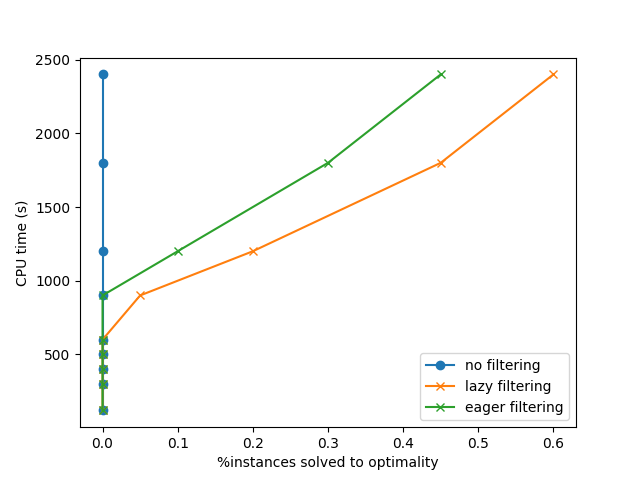 2500
2000
1500
1000
500
CPU time (s)
0.0 0.1 0.2 0.3 0.4 0.5 0.6
%instances solved to optimality
no filtering
lazy filtering
eager filtering